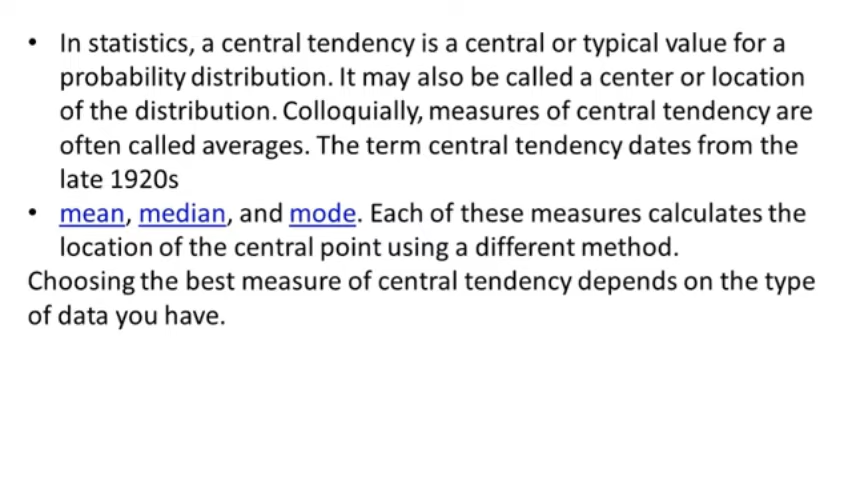 • In statistics, a central tendency is a central or typical value for a
probability distribution. It may also be called a center or location
of the distribution. Colloquially, measures of central tendency are
often called averages. The term central tendency dates from the
late 1920s
• mean, median, and mode. Each of these measures calculates the
location of the central point using a different method.
Choosing the best measure of central tendency depends on the type
of data you have.